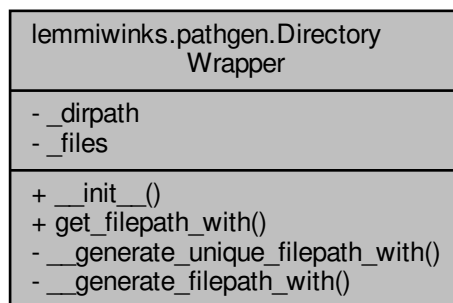 lemmiwinks.pathgen.Directory
Wrapper
- _dirpath
- _files
+ __init__()
+ get_filepath_with()
- __generate_unique_filepath_with()
- __generate_filepath_with()